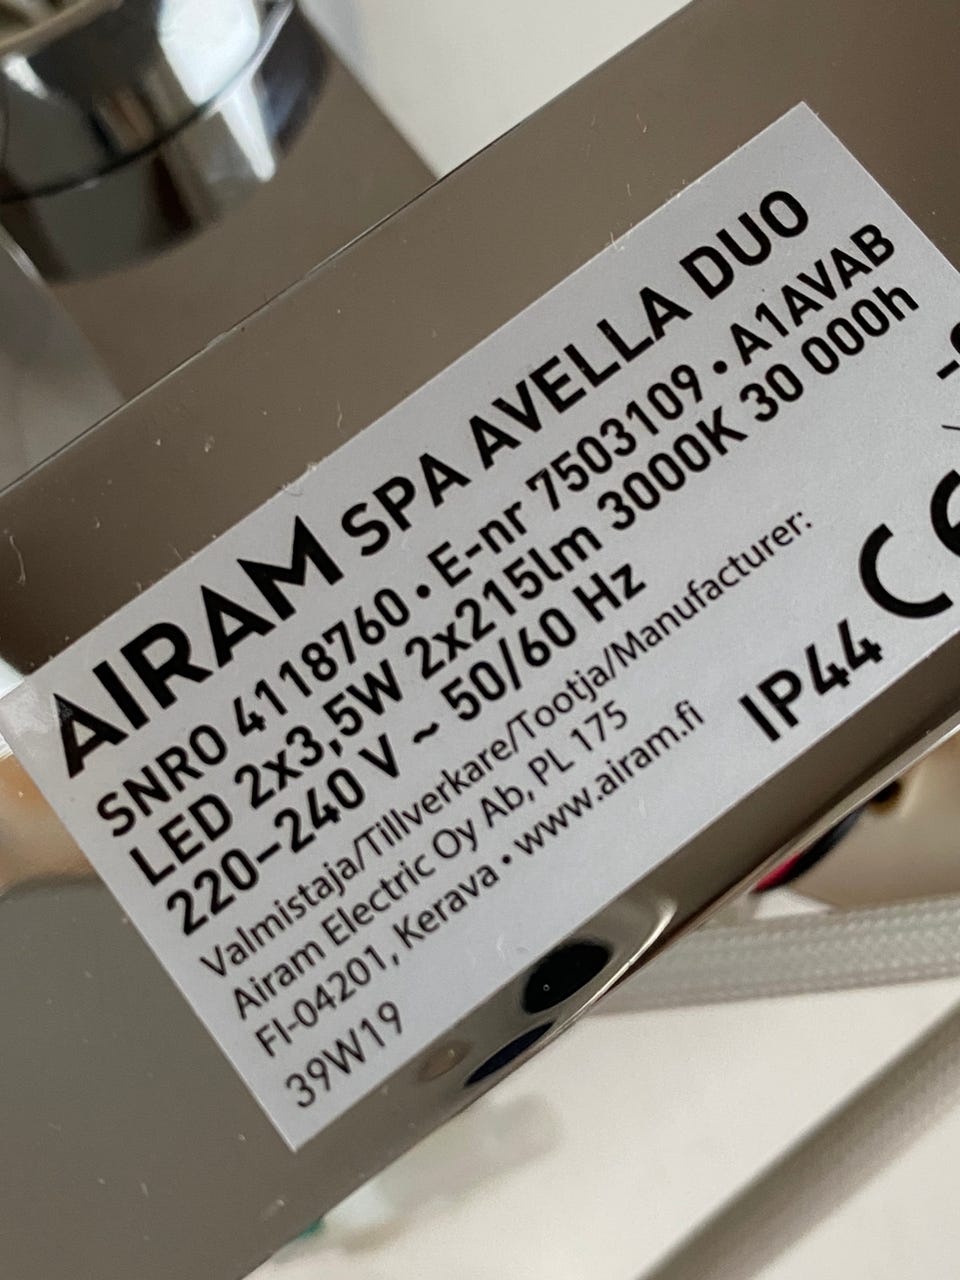 AIRAM SPA AVELLA DUO
SNRO 4118760 • E-nr 7503109 • A1AVAB
LED 2x3,5W 2x215lm 3000K 30 000h
220–240 V ~ 50/60 Hz
Valmistaja/Tillverkare/Tootja/Manufacturer:
Airam Electric Oy Ab, PL 175
FI-04201, Kerava • www.airam.fi
39W19
IP44
CE